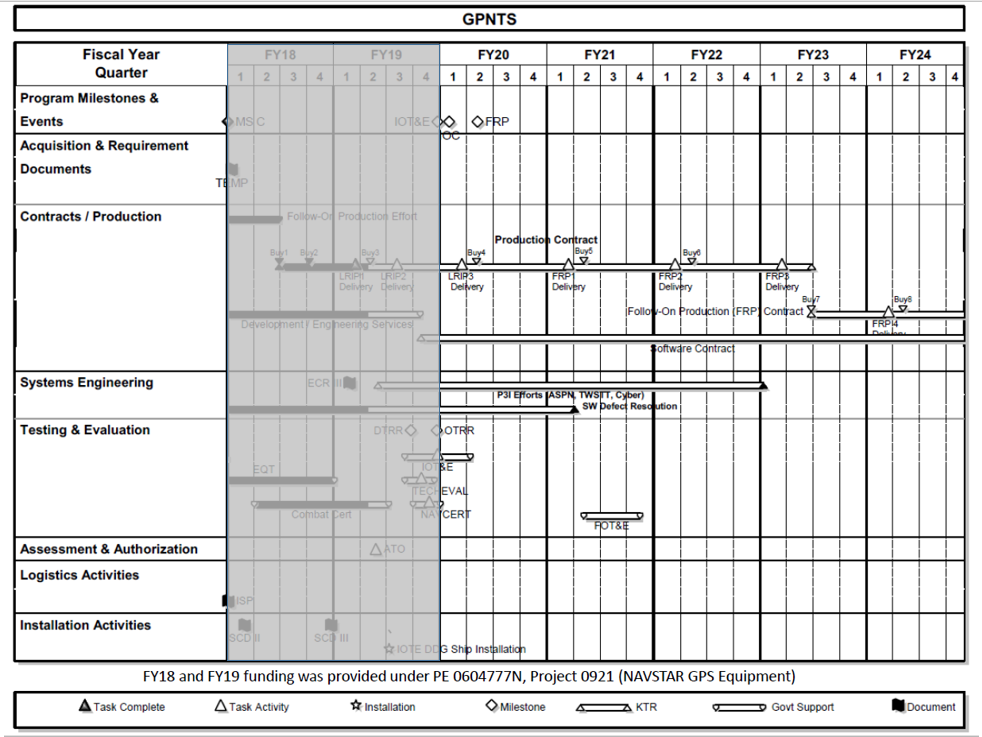 GPNTS
Fiscal Year FY18 FY19 FY20 FY21 FY22 FY23 FY24
Quarter 1 2 3 4 1 2 3 4 1 2 3 4 1 2 3 4 1 2 3 4 1 2 3 4 1 2 3 4
Program Milestones &
Events MS C IOT&E FRP
OC
Acquisition & Requirement
Documents
TEMP
Contracts / Production Follow-On Production Effort
Production Contract
Buy1 Buy2 Buy3 Buy4 Buy5 Buy6
LRIP1 LRIP2 LRIP3 FRP1 FRP2 FRP3
Delivery Delivery Delivery Delivery Delivery Delivery
Buy7 Buy8
Follow-On Production (FRP) Contract
Development / Engineering Services FRP4
Delivery
Software Contract
Systems Engineering ECR III
P3I Efforts (ASPN, TWSTT, Cyber)
SW Defect Resolution
Testing & Evaluation DTRR OTRR
IOT&E
EQT
TECHEVAL
Combat Cert NAVCERT
FOT&E
Assessment & Authorization ATO
Logistics Activities
ISP
Installation Activities
SCD II SCD III
IOTE DDG Ship Installation
FY18 and FY19 funding was provided under PE 0604777N, Project 0921 (NAVSTAR GPS Equipment)
Task Complete Task Activity Installation Milestone KTR Govt Support Document